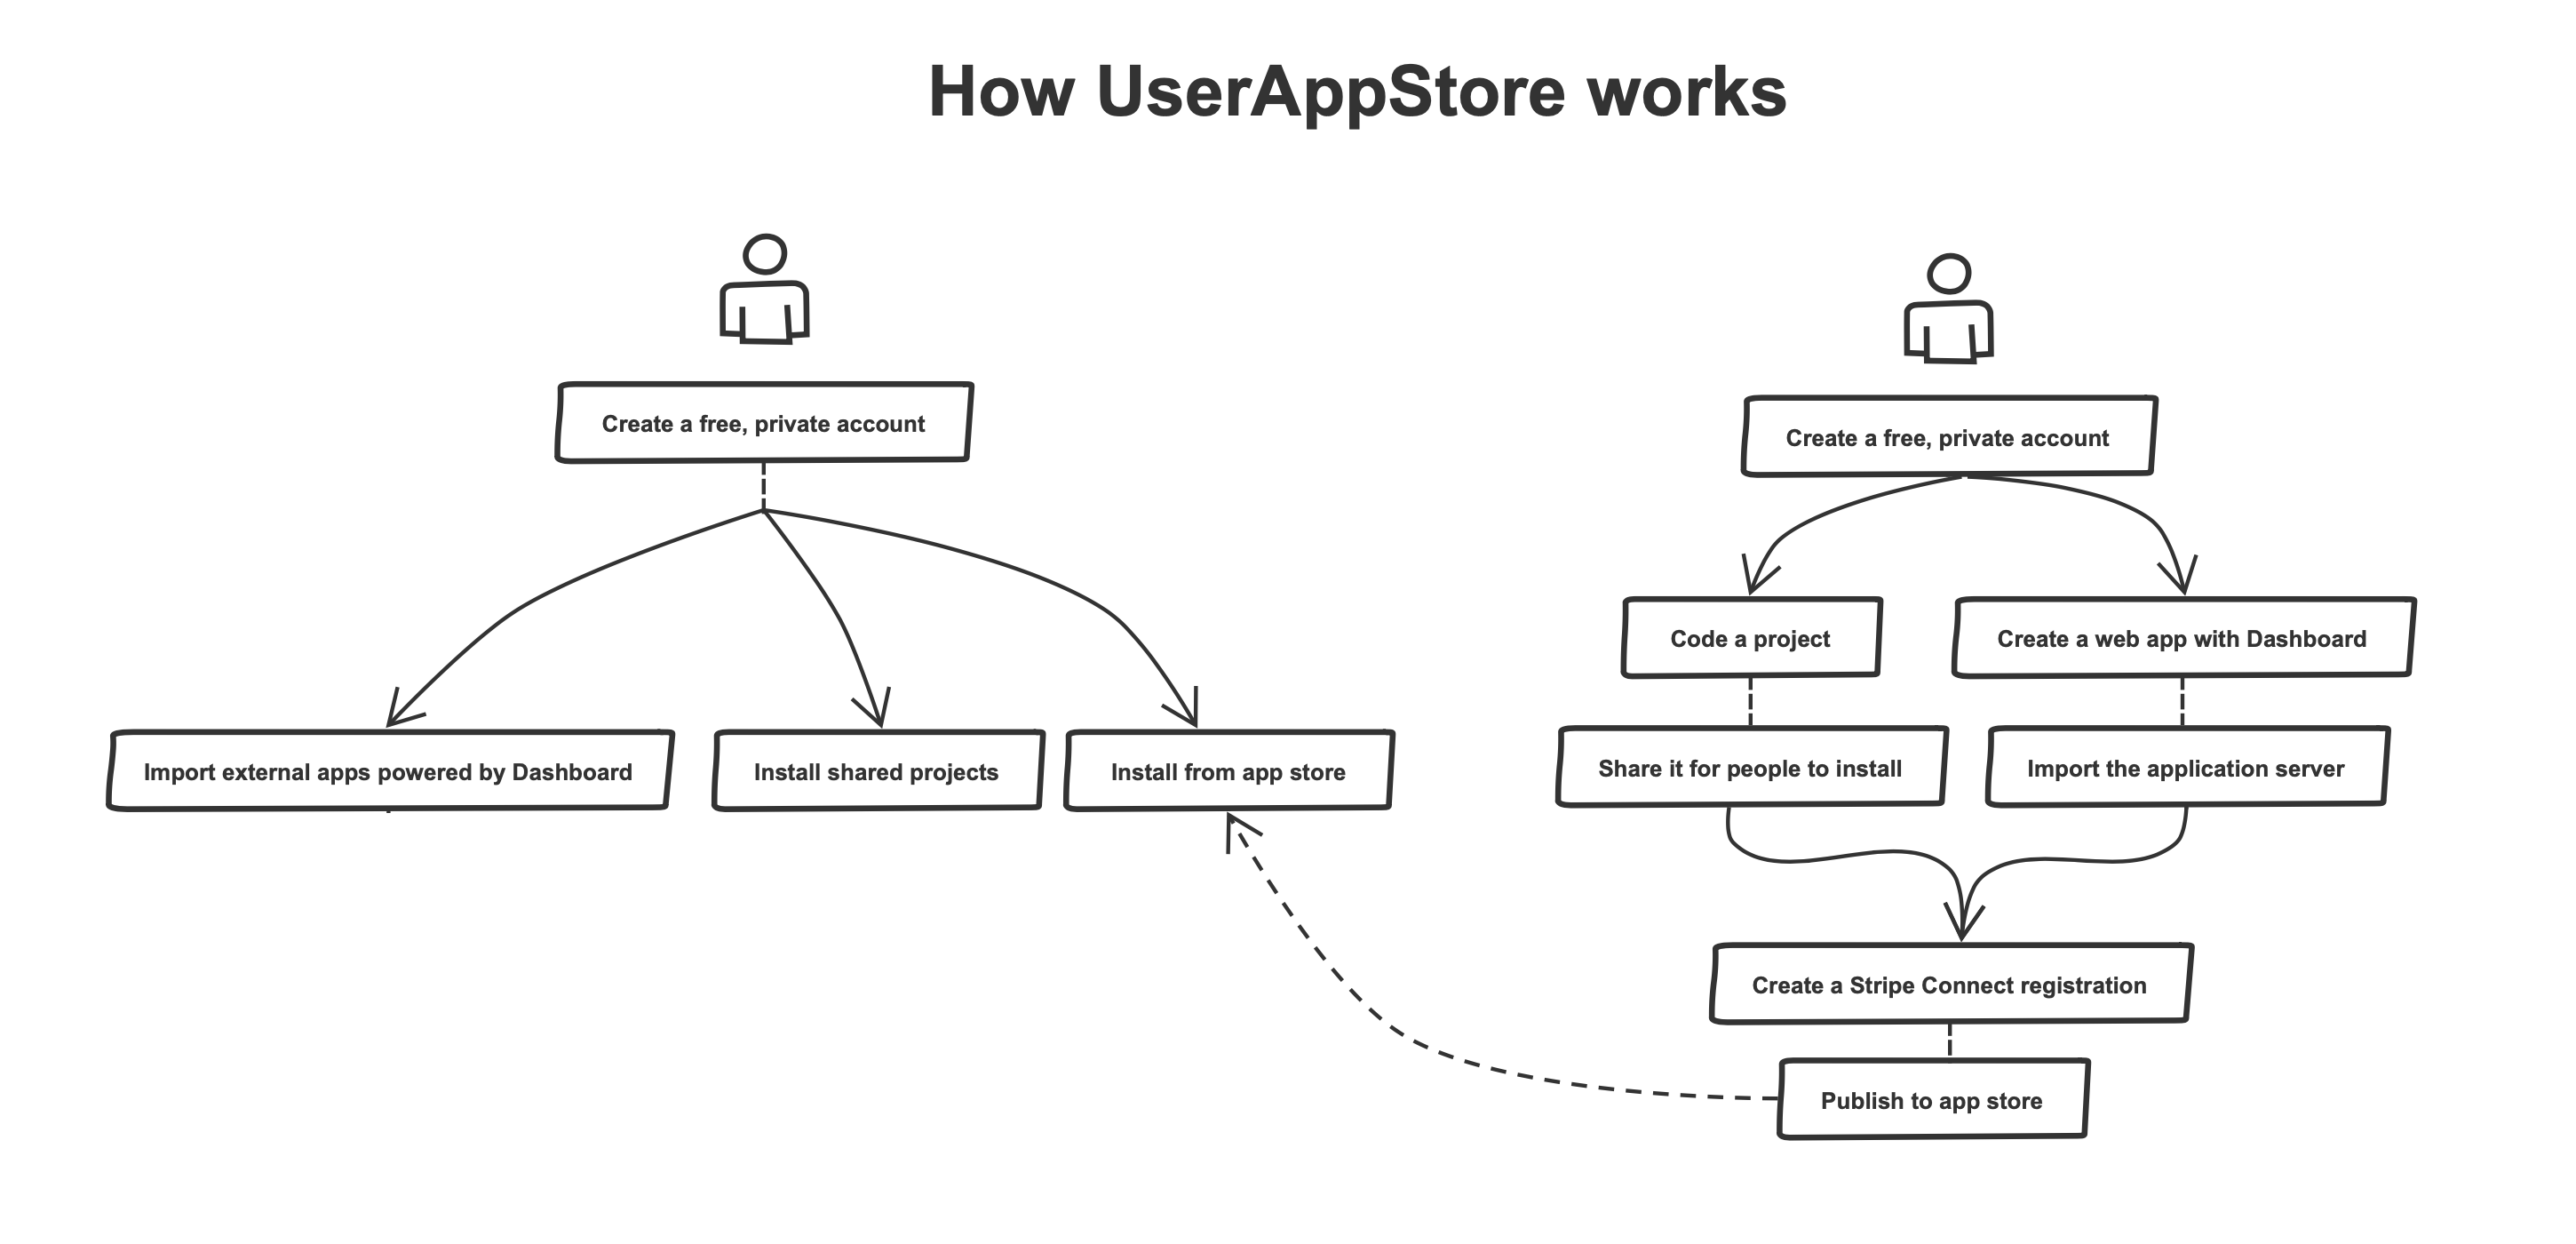 How UserAppStore works
Create a free, private account
Import external apps powered by Dashboard
Install shared projects
Install from app store
Create a free, private account
Code a project
Create a web app with Dashboard
Share it for people to install
Import the application server
Create a Stripe Connect registration
Publish to app store